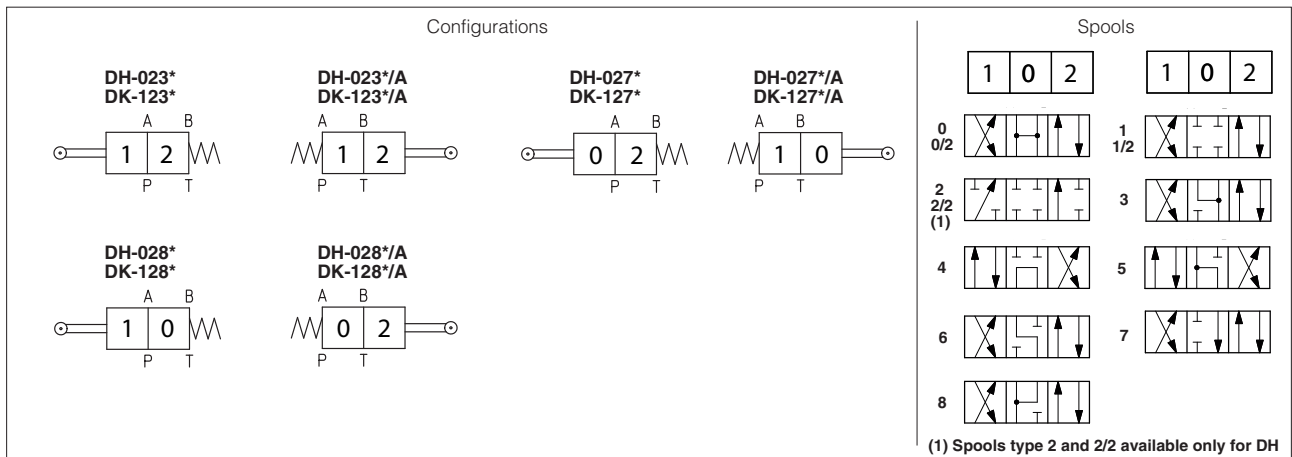 Configurations
Spools
DH-023*
DK-123*
A B
1 2
P T
DH-023*/A
DK-123*/A
A B
1 2
P T
DH-027*
DK-127*
A B
0 2
P T
DH-027*/A
DK-127*/A
A B
1 0
P T
DH-028*
DK-128*
A B
1 0
P T
DH-028*/A
DK-128*/A
A B
0 2
P T
1 0 2
1 0 2
0
0/2
1
1/2
2
2/2
(1)
3
4
5
6
7
8
(1) Spools type 2 and 2/2 available only for DH